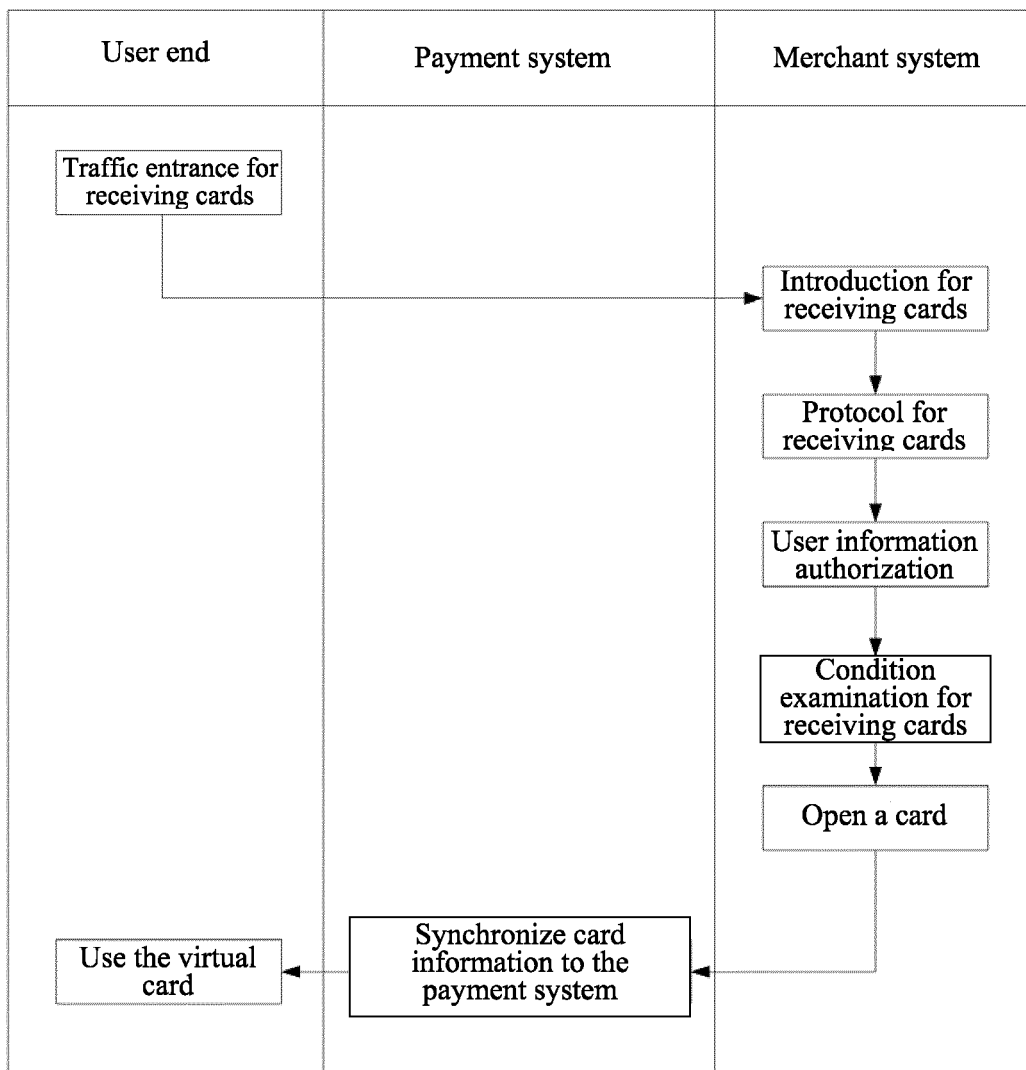 User end
Payment system
Merchant system
Traffic entrance for
receiving cards
Introduction for
receiving cards
Protocol for
receiving cards
User information
authorization
Condition
examination for
receiving cards
Open a card
Synchronize card
information to the
payment system
Use the virtual
card